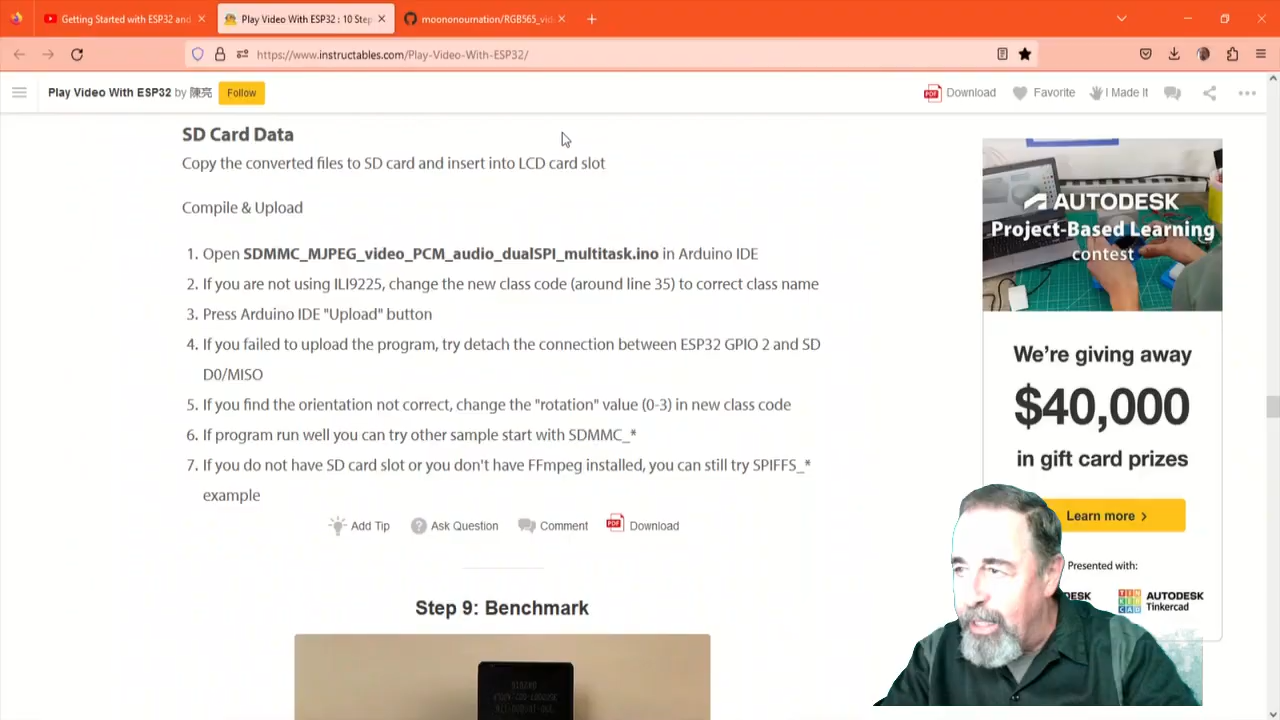 Getting Started with ESP32 and
Play Video With ESP32 : 10 Step
moononournation/RGB565_vid
https://www.instructables.com/Play-Video-With-ESP32/
Play Video With ESP32 by 陳亮
Follow
Download
Favorite
I Made It
SD Card Data
Copy the converted files to SD card and insert into LCD card slot
Compile & Upload
1. Open SDMMC_MJPEG_video_PCM_audio_dualSPI_multitask.ino in Arduino IDE
2. If you are not using ILI9225, change the new class code (around line 35) to correct class name
3. Press Arduino IDE "Upload" button
4. If you failed to upload the program, try detach the connection between ESP32 GPIO 2 and SD
D0/MISO
5. If you find the orientation not correct, change the "rotation" value (0-3) in new class code
6. If program run well you can try other sample start with SDMMC_*
7. If you do not have SD card slot or you don't have FFmpeg installed, you can still try SPIFFS_*
example
Add Tip
Ask Question
Comment
PDF
Download
Step 9: Benchmark
AUTODESK
Project-Based Learning
contest
We're giving away
$40,000
in gift card prizes
Learn more >
Presented with:
DESK
AUTODESK
Tinkercad